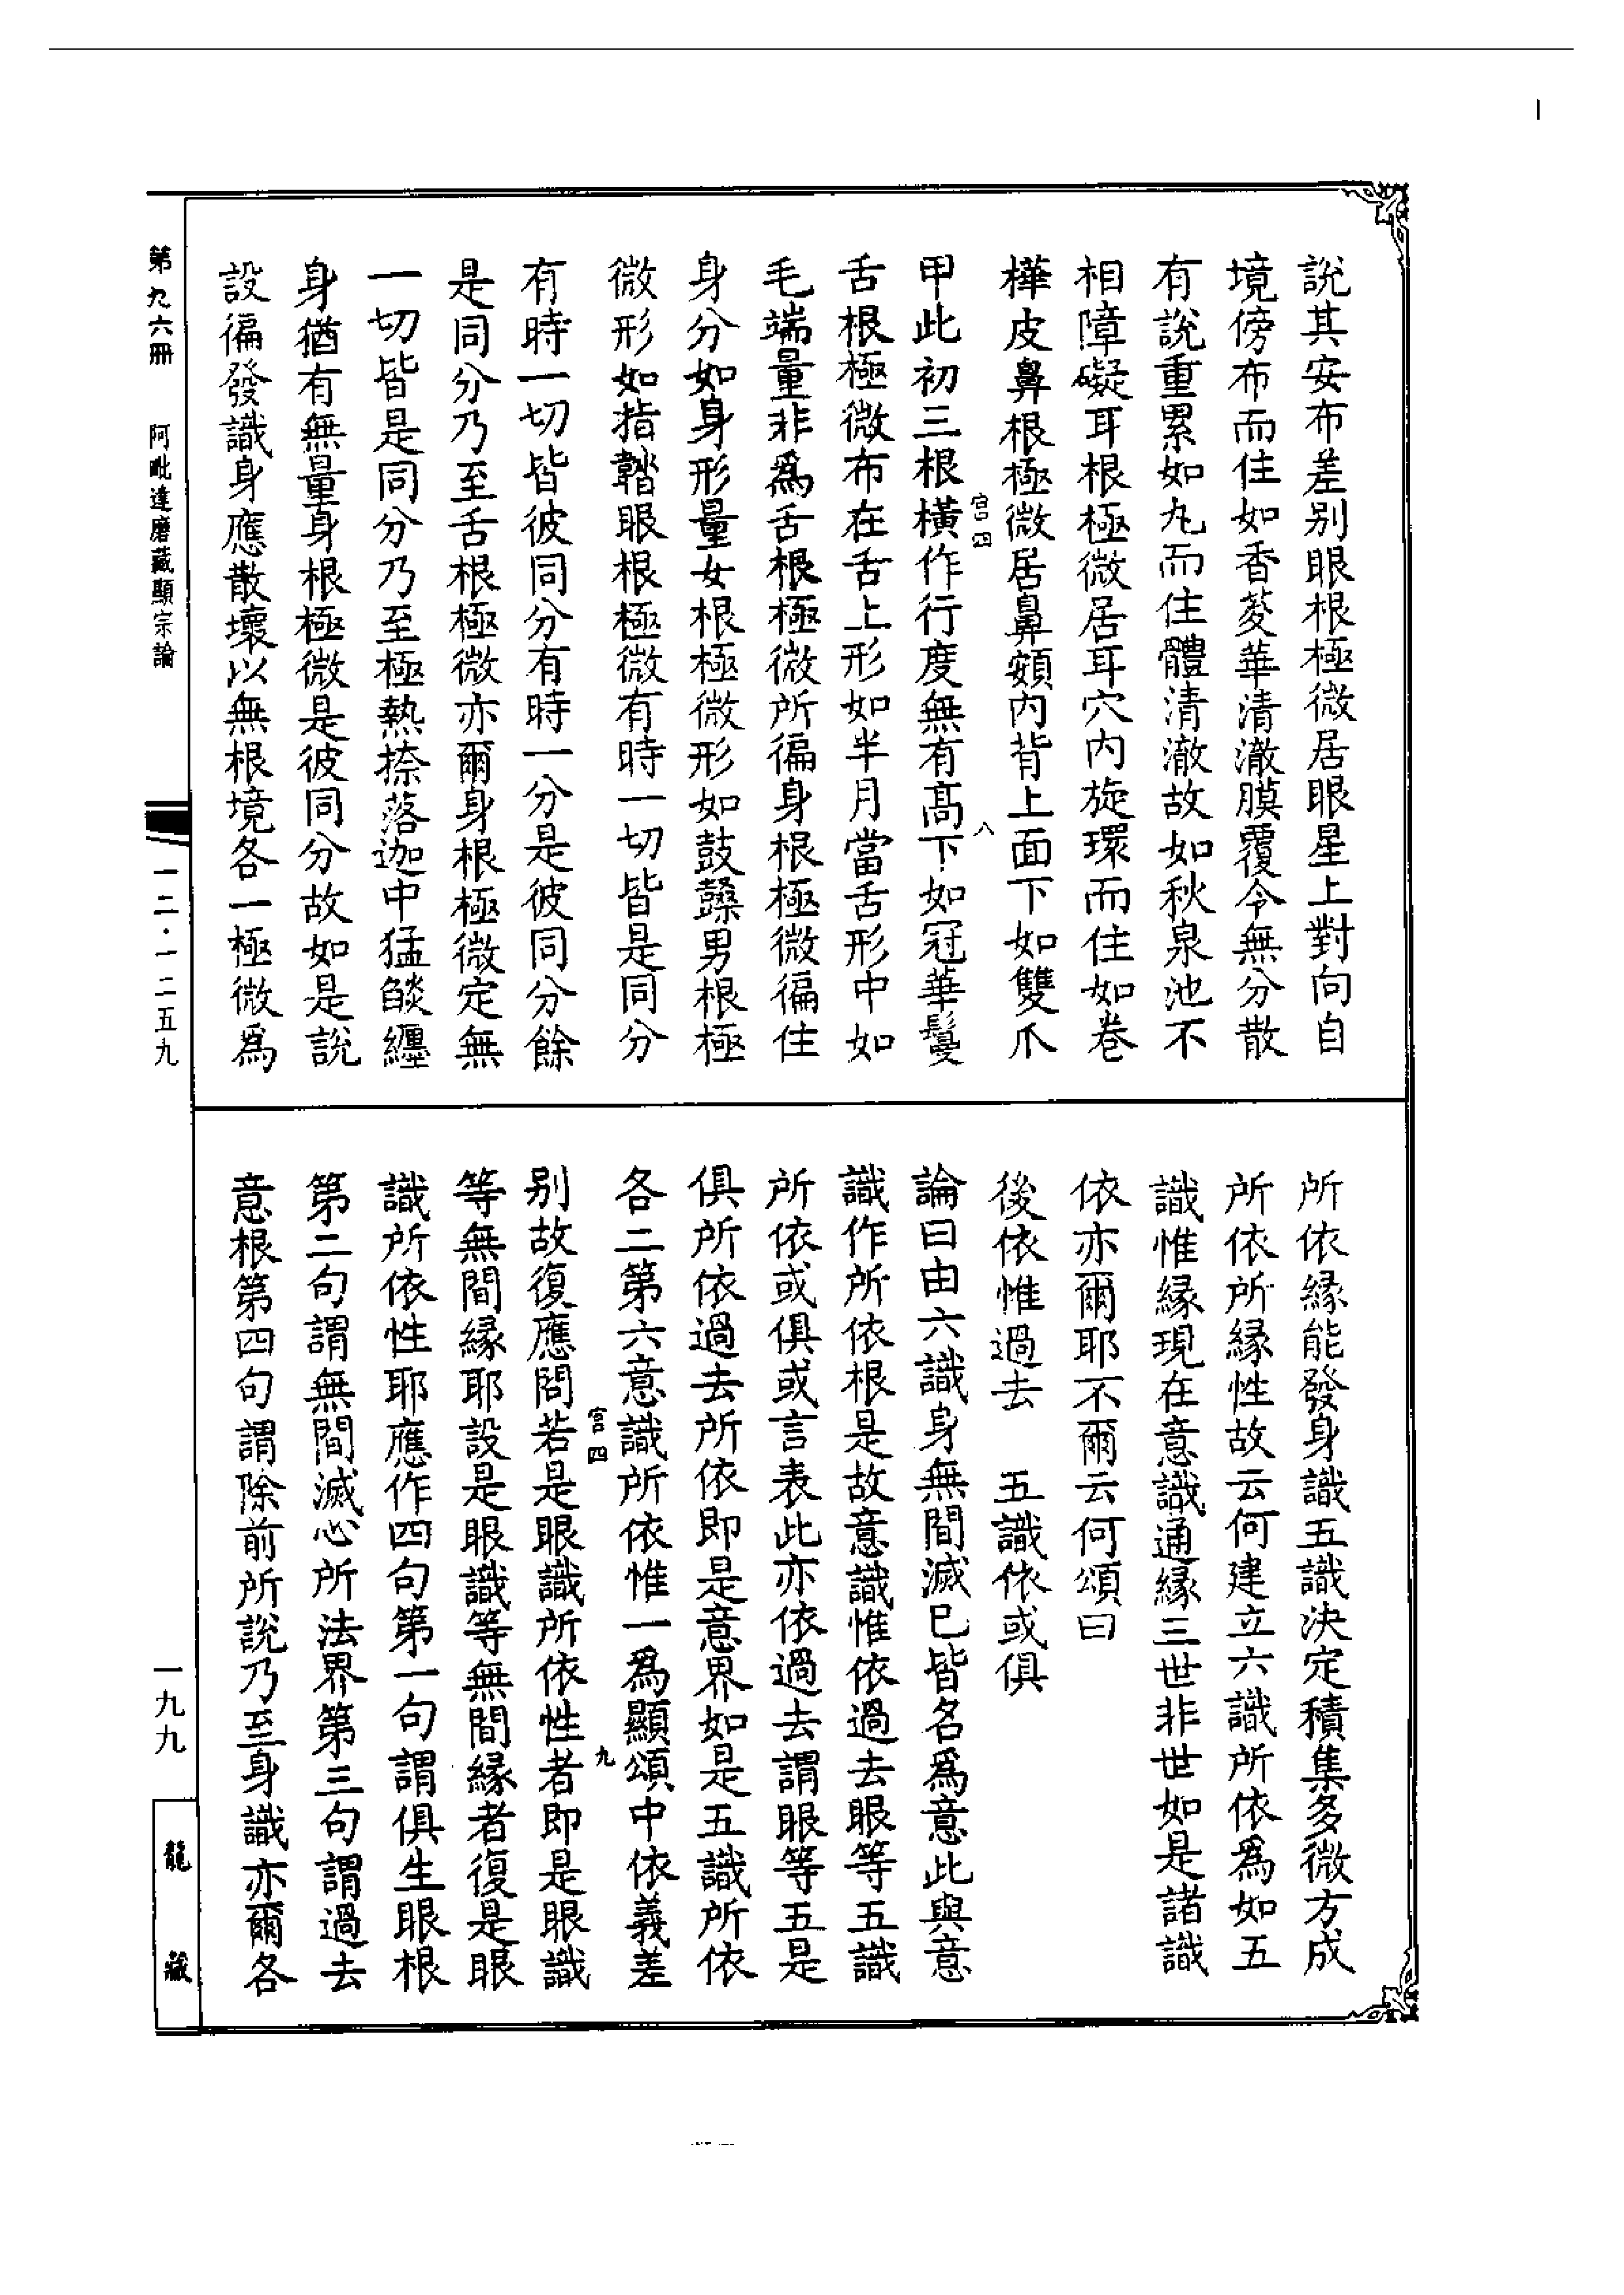 說其安布差别眼根極微居眼星上對向自
境傍布而住如香荾華清澈膜覆令無分散
有說重累如丸而住體清澈故如秋泉池不
相障礙耳根極微居耳穴内旋環而住如巻
樺皮鼻根極微居鼻頞内背上面下如雙爪
甲此初三根橫作行度無有高下如冠華鬘
舌根極微布在舌上形如半月當舌形中如
毛端量非爲舌根極微所徧身根極微徧住
身分如身形量女根極微形如鼓𣞙男根極
微形如指韜眼根極微有時一切皆是同分
有時一切皆彼同分有時一分是彼同分餘
是同分乃至舌根極微亦爾身根極微定無
一切皆是同分乃至極熱捺落迦中猛燄纏
身猶有無量身根極微是彼同分故如是說
設徧發識身應散壞以無根境各一極微爲
宫四
八
所依緣能發身識五識决定積集多微方成
所依所緣性故云何建立六識所依爲如五
識惟緣現在意識通緣三世非世如是諸識
依亦爾耶不爾云何頌曰
後依惟過去　五識依或俱
論曰由六識身無間滅已皆名爲意此與意
識作所依根是故意識惟依過去眼等五識
所依或俱或言表此亦依過去謂眼等五是
俱所依過去所依即是意界如是五識所依
各二第六意識所依惟一爲顯頌中依義差
别故復應問若是眼識所依性者即是眼識
等無間緣耶設是眼識等無間緣者復是眼
識所依性耶應作四句第一句謂俱生眼根
第二句謂無間滅心所法界第三句謂過去
意根第四句謂除前所說乃至身識亦爾各
宫四
九
第九六冊　阿毗達磨藏顯宗論
一二·一二五九
一九九
龍藏